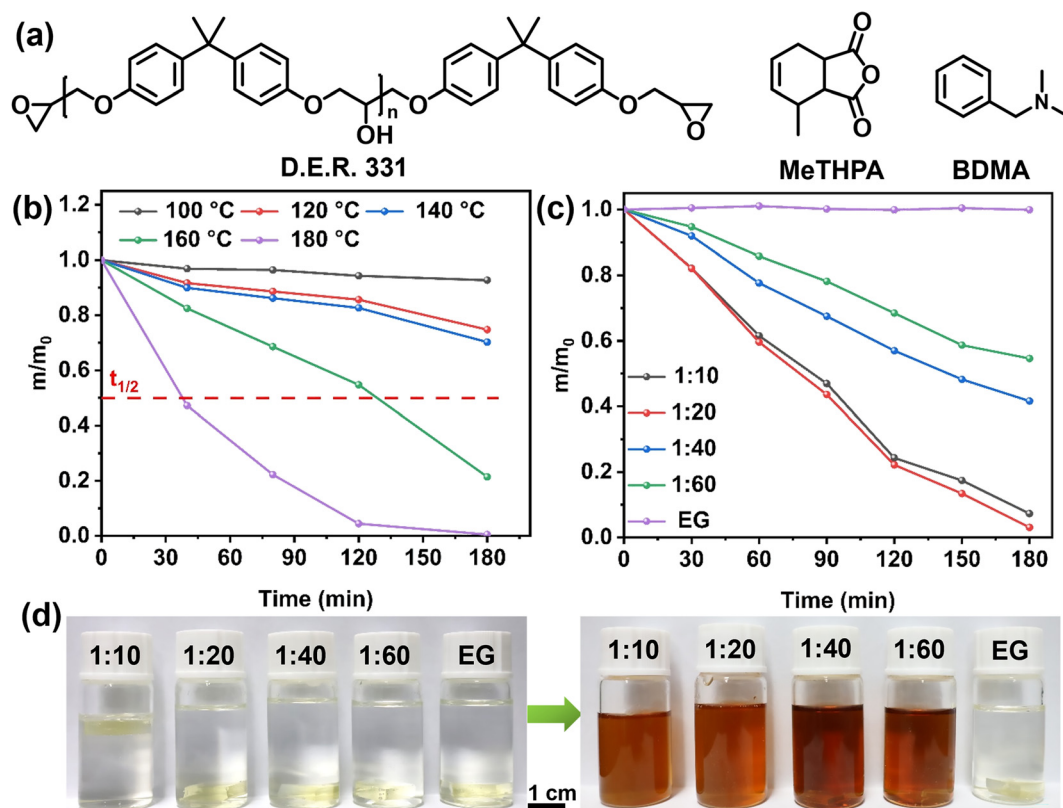 (a)
O
O
n
OH
O
O
O
O
O
O
O
N
D.E.R. 331
MeTHPA
BDMA
(b)
1.2
1.0
0.8
0.6
0.4
0.2
0.0
m/m0
100 °C
120 °C
140 °C
160 °C
180 °C
t1/2
0
30
60
90
120
150
180
Time (min)
(c)
1.0
0.8
0.6
0.4
0.2
0.0
m/m0
1:10
1:20
1:40
1:60
EG
0
30
60
90
120
150
180
Time (min)
(d)
1:10
1:20
1:40
1:60
EG
1 cm
1:10
1:20
1:40
1:60
EG